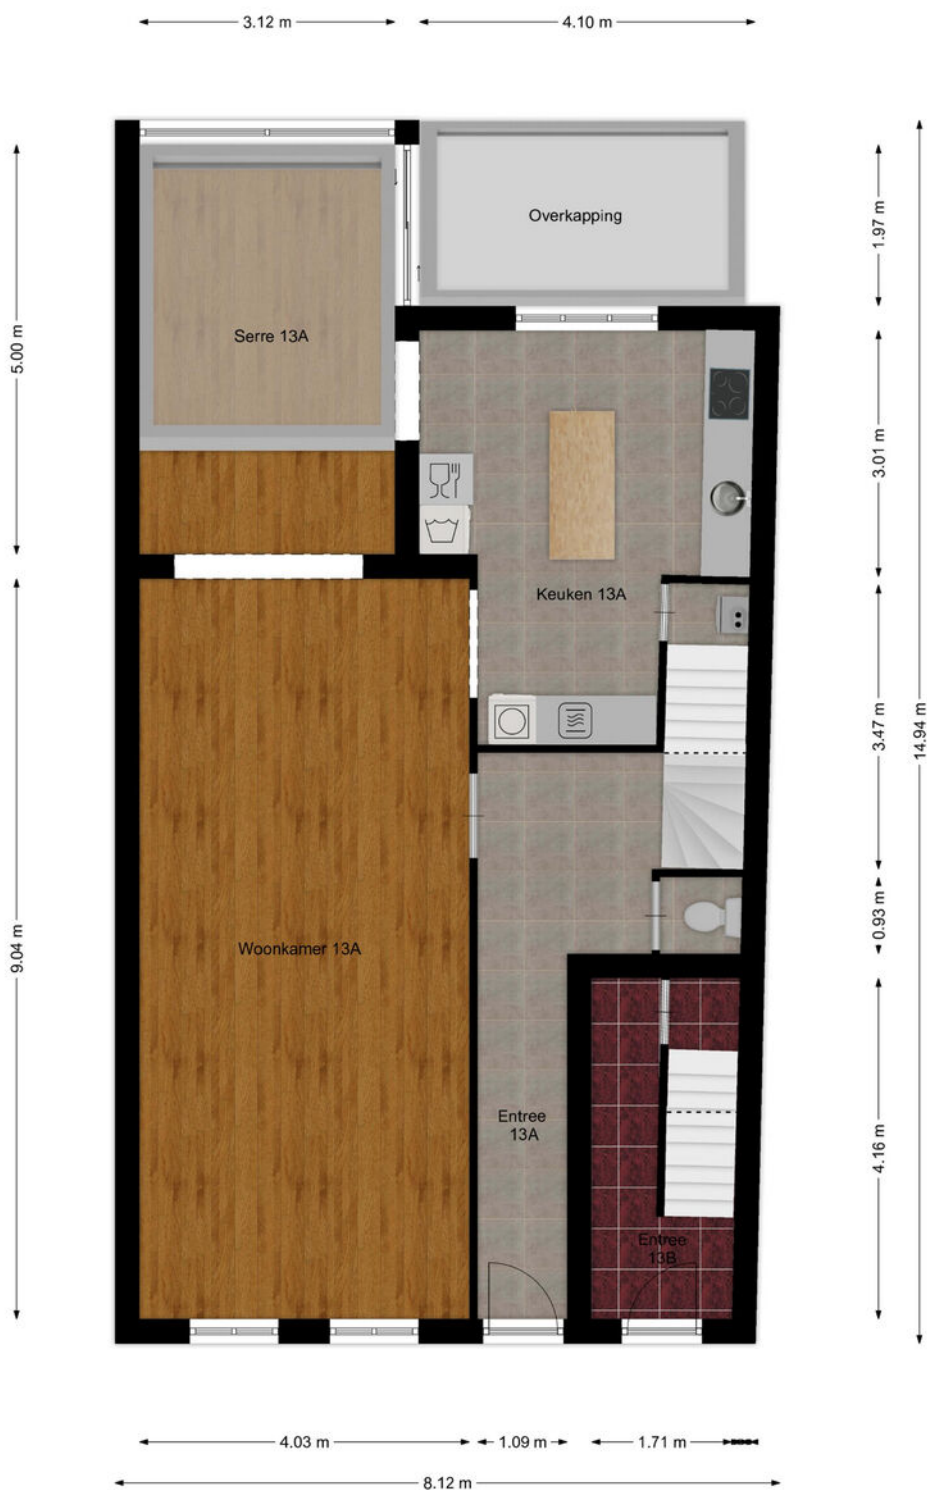 3.12 m
4.10 m
Overkapping
1.97 m
Serre 13A
5.00 m
3.01 m
Keuken 13A
3.47 m
14.94 m
0.93 m
9.04 m
Woonkamer 13A
Entree
13A
4.16 m
Entree
13B
4.03 m
1.09 m
1.71 m
8.12 m